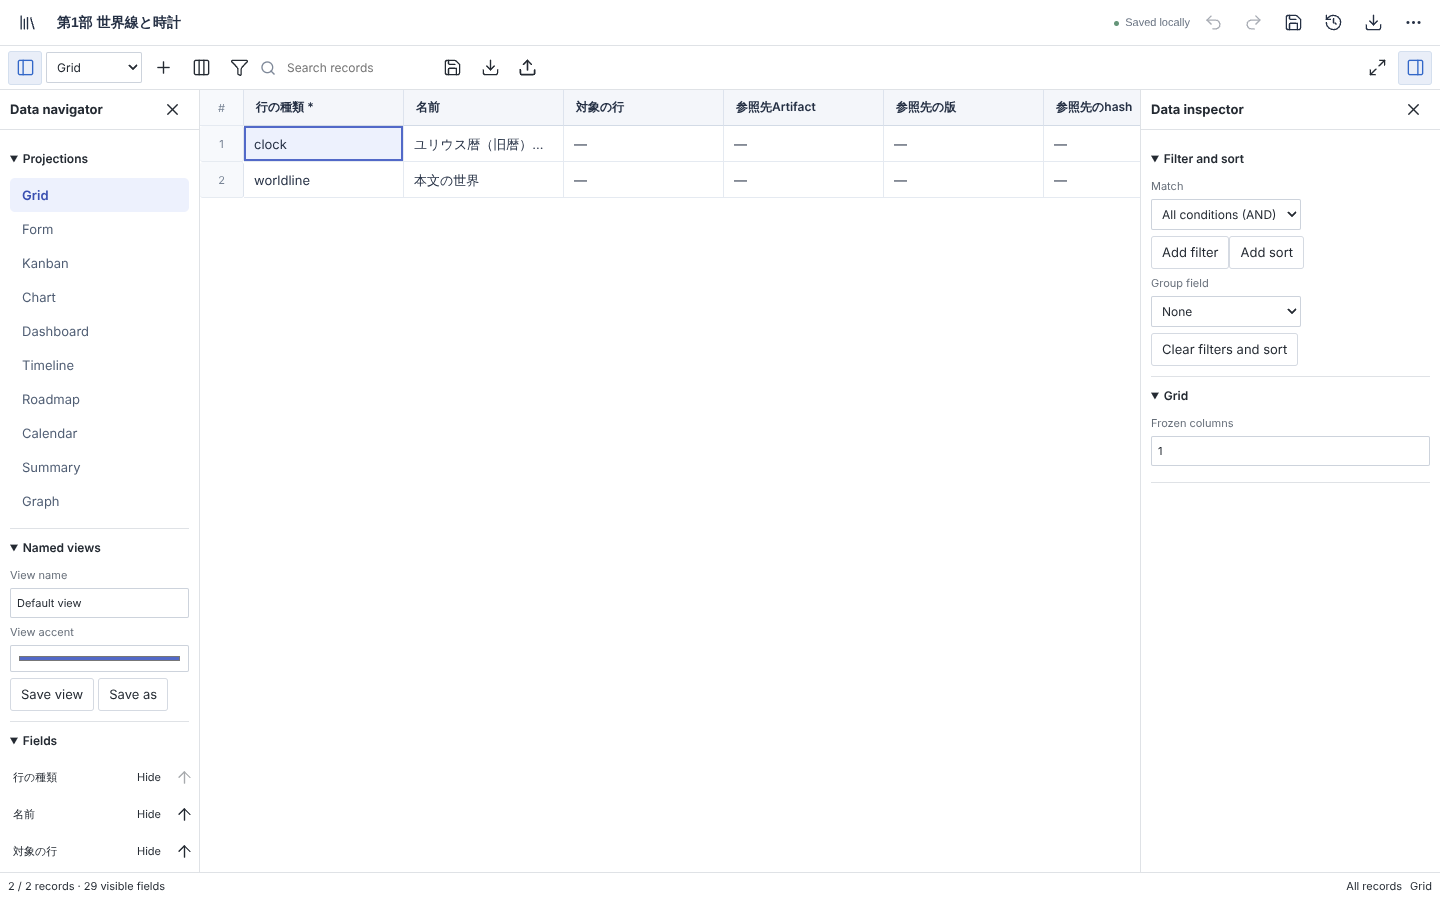 第1部 世界線と時計
Saved locally
Grid
Search records
Data navigator
Projections
Grid
Form
Kanban
Chart
Dashboard
Timeline
Roadmap
Calendar
Summary
Graph
Named views
View name
Default view
View accent
Save view Save as
Fields
行の種類 Hide
名前 Hide
対象の行 Hide
# 行の種類 * 名前 対象の行 参照先Artifact 参照先の版 参照先のhash
1 clock ユリウス暦（旧暦）... — — — —
2 worldline 本文の世界 — — — —
Data inspector
Filter and sort
Match
All conditions (AND)
Add filter Add sort
Group field
None
Clear filters and sort
Grid
Frozen columns
1
2 / 2 records · 29 visible fields
All records Grid